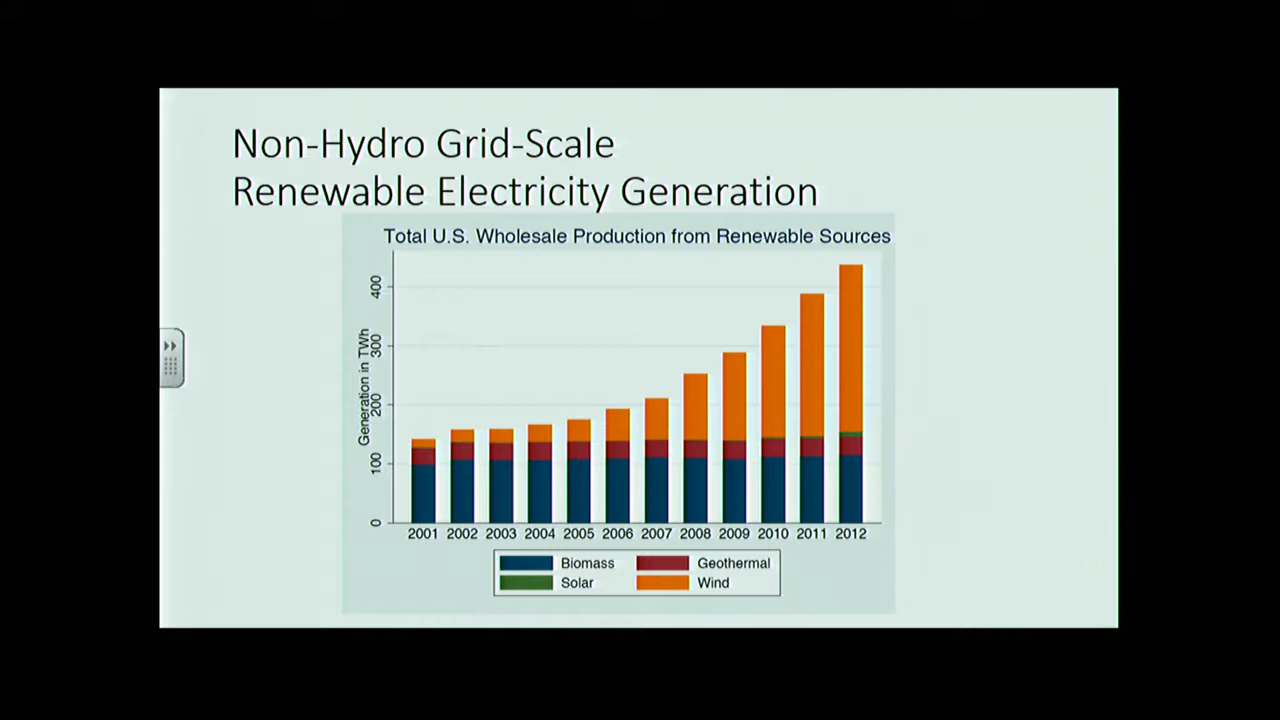 Non-Hydro Grid-Scale
Renewable Electricity Generation
Total U.S. Wholesale Production from Renewable Sources
Generation in TWh
400
300
200
100
0
2001 2002 2003 2004 2005 2006 2007 2008 2009 2010 2011 2012
Biomass Geothermal
Solar Wind